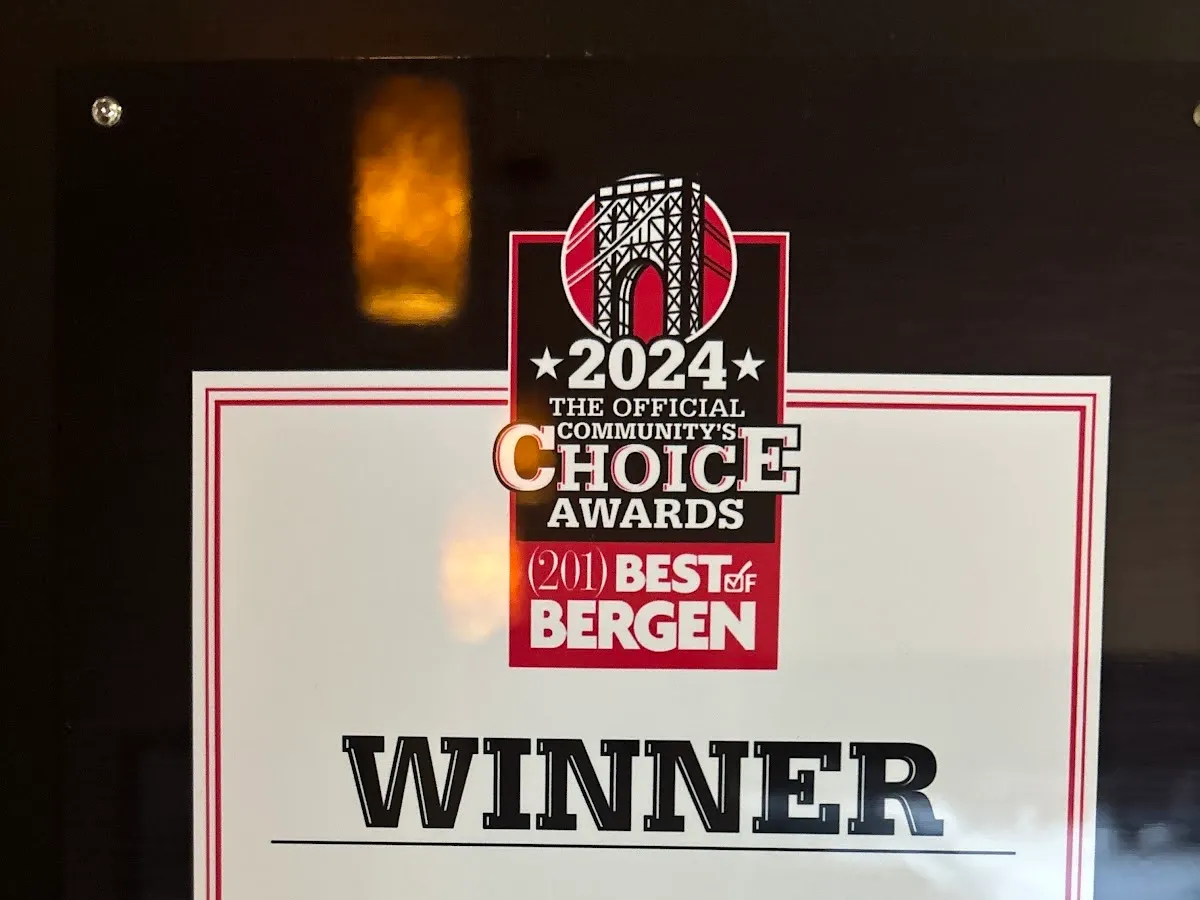 2024
THE OFFICIAL
COMMUNITY'S
CHOICE
AWARDS
(201) BEST OF
BERGEN
WINNER